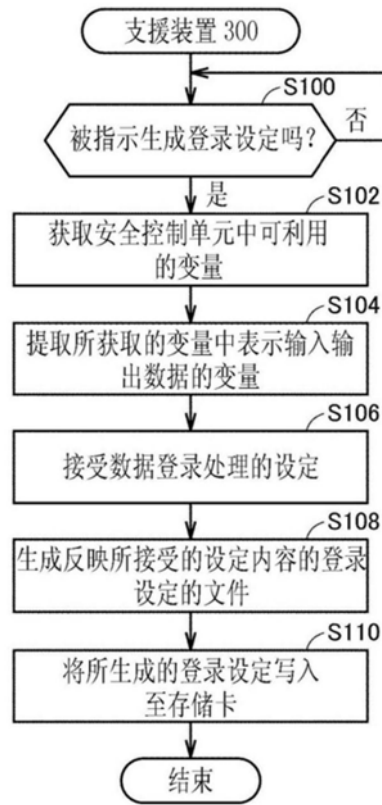 支援装置 300
S100
被指示生成登录设定吗?
否
是
S102
获取安全控制单元中可利用
的变量
S104
提取所获取的变量中表示输入输
出数据的变量
S106
接受数据登录处理的设定
S108
生成反映所接受的设定内容的登录
设定的文件
S110
将所生成的登录设定写入
至存储卡
结束